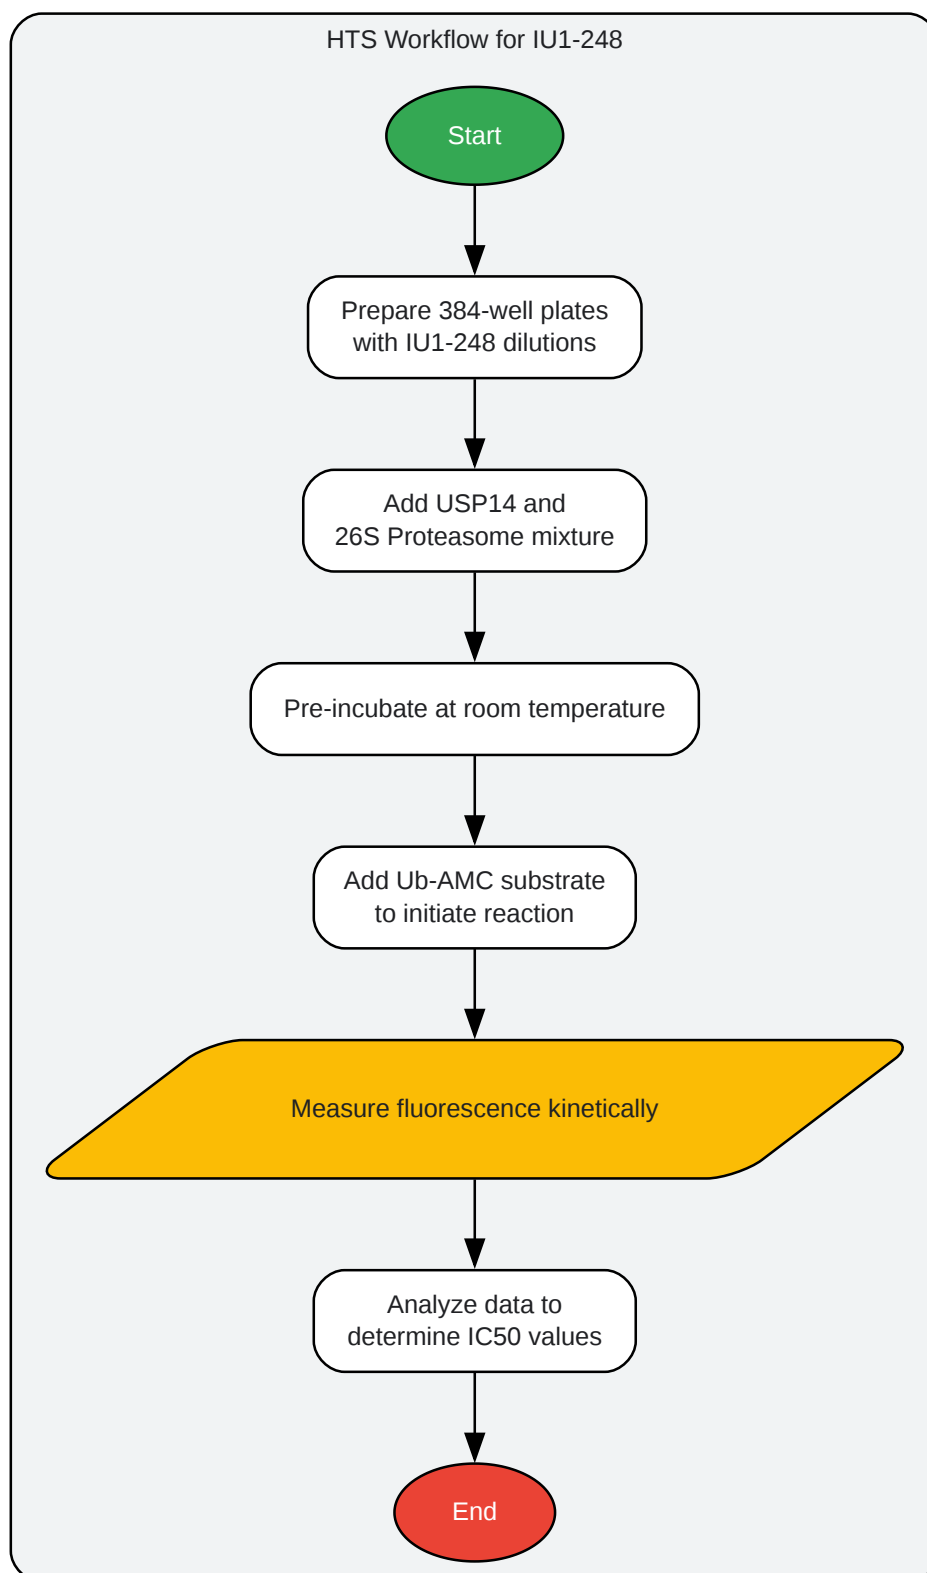 HTS Workflow for IU1-248
Start
Prepare 384-well plates
with IU1-248 dilutions
Add USP14 and
26S Proteasome mixture
Pre-incubate at room temperature
Add Ub-AMC substrate
to initiate reaction
Measure fluorescence kinetically
Analyze data to
determine IC50 values
End